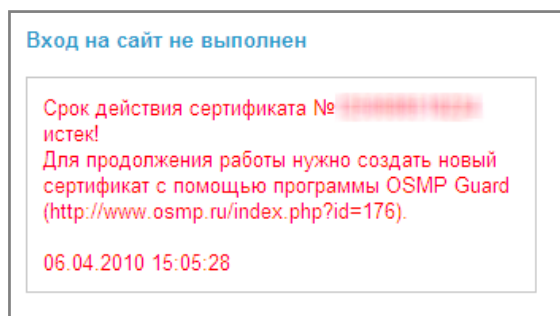 Вход на сайт не выполнен
Срок действия сертификата №
истек!
Для продолжения работы нужно создать новый
сертификат с помощью программы OSMP Guard
(http://www.osmp.ru/index.php?id=176).
06.04.2010 15:05:28